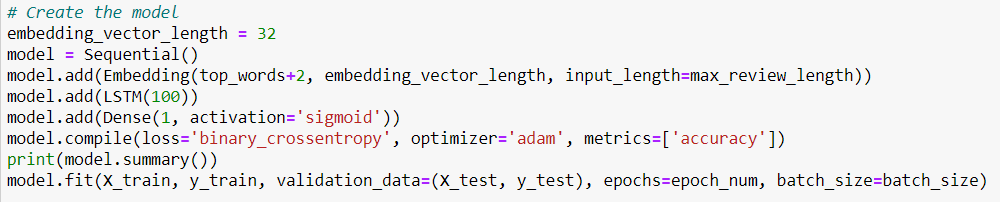 # Create the model
embedding_vector_length = 32
model = Sequential()
model.add(Embedding(top_words+2, embedding_vector_length, input_length=max_review_length))
model.add(LSTM(100))
model.add(Dense(1, activation='sigmoid'))
model.compile(loss='binary_crossentropy', optimizer='adam', metrics=['accuracy'])
print(model.summary())
model.fit(X_train, y_train, validation_data=(X_test, y_test), epochs=epoch_num, batch_size=batch_size)